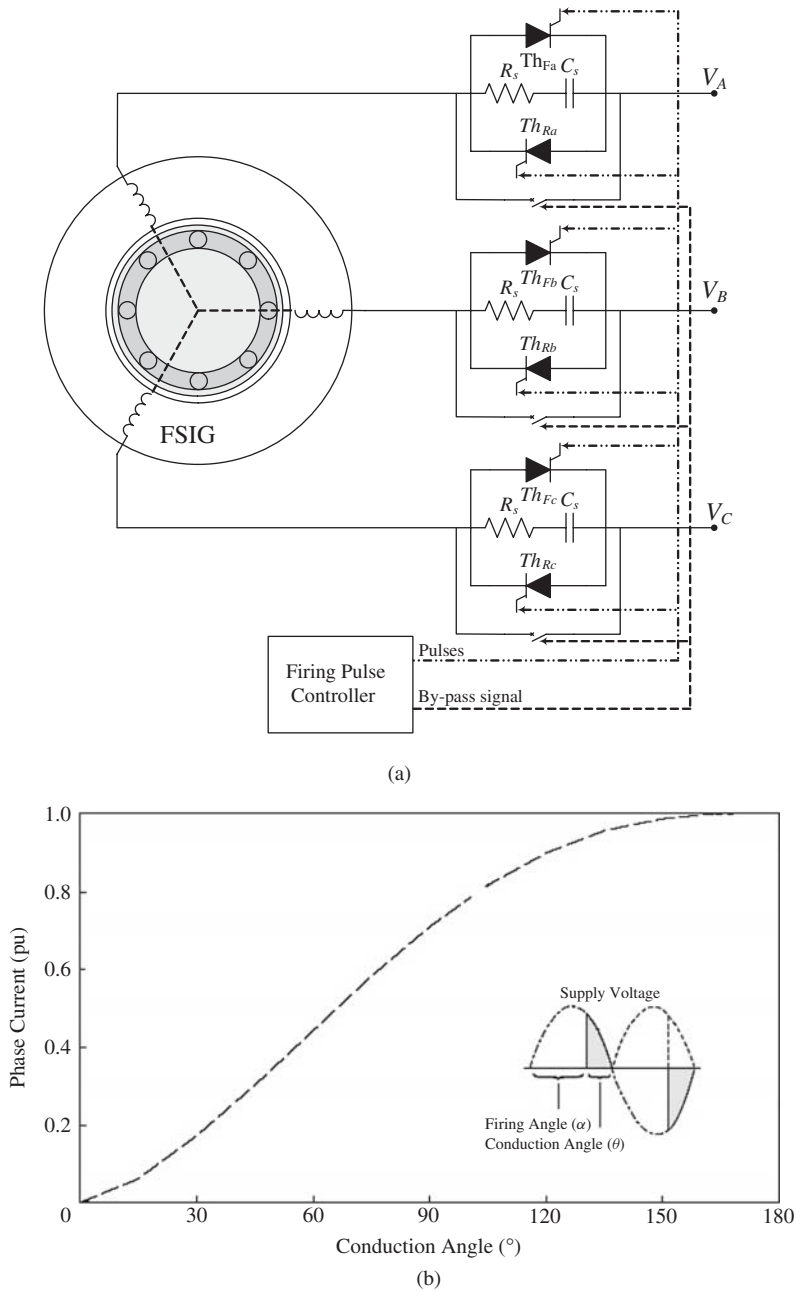 Th_Fa
R_s C_s
V_A
Th_Ra
Th_Fb
R_s C_s
V_B
Th_Rb
FSIG
Th_Fc
R_s C_s
V_C
Th_Rc
Firing Pulse
Controller
Pulses
By-pass signal
(a)
1.0
0.8
0.6
0.4
0.2
0
Phase Current (pu)
Supply Voltage
Firing Angle (α)
Conduction Angle (θ)
30 60 90 120 150 180
Conduction Angle (°)
(b)